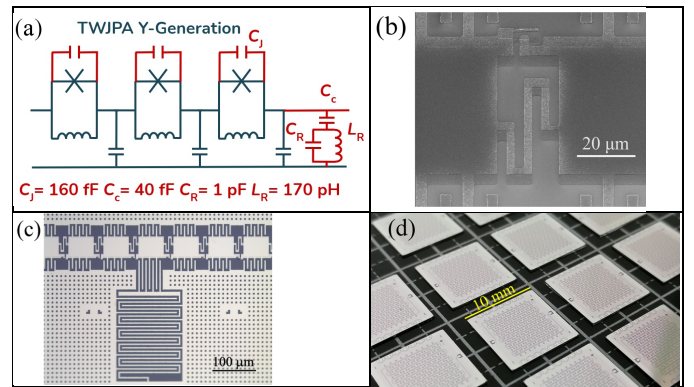 (a)
TWJPA Y-Generation
C_J
C_c
C_R
L_R
C_J= 160 fF C_c= 40 fF C_R= 1 pF L_R= 170 pH
(b)
20 μm
(c)
100 μm
(d)
10 mm